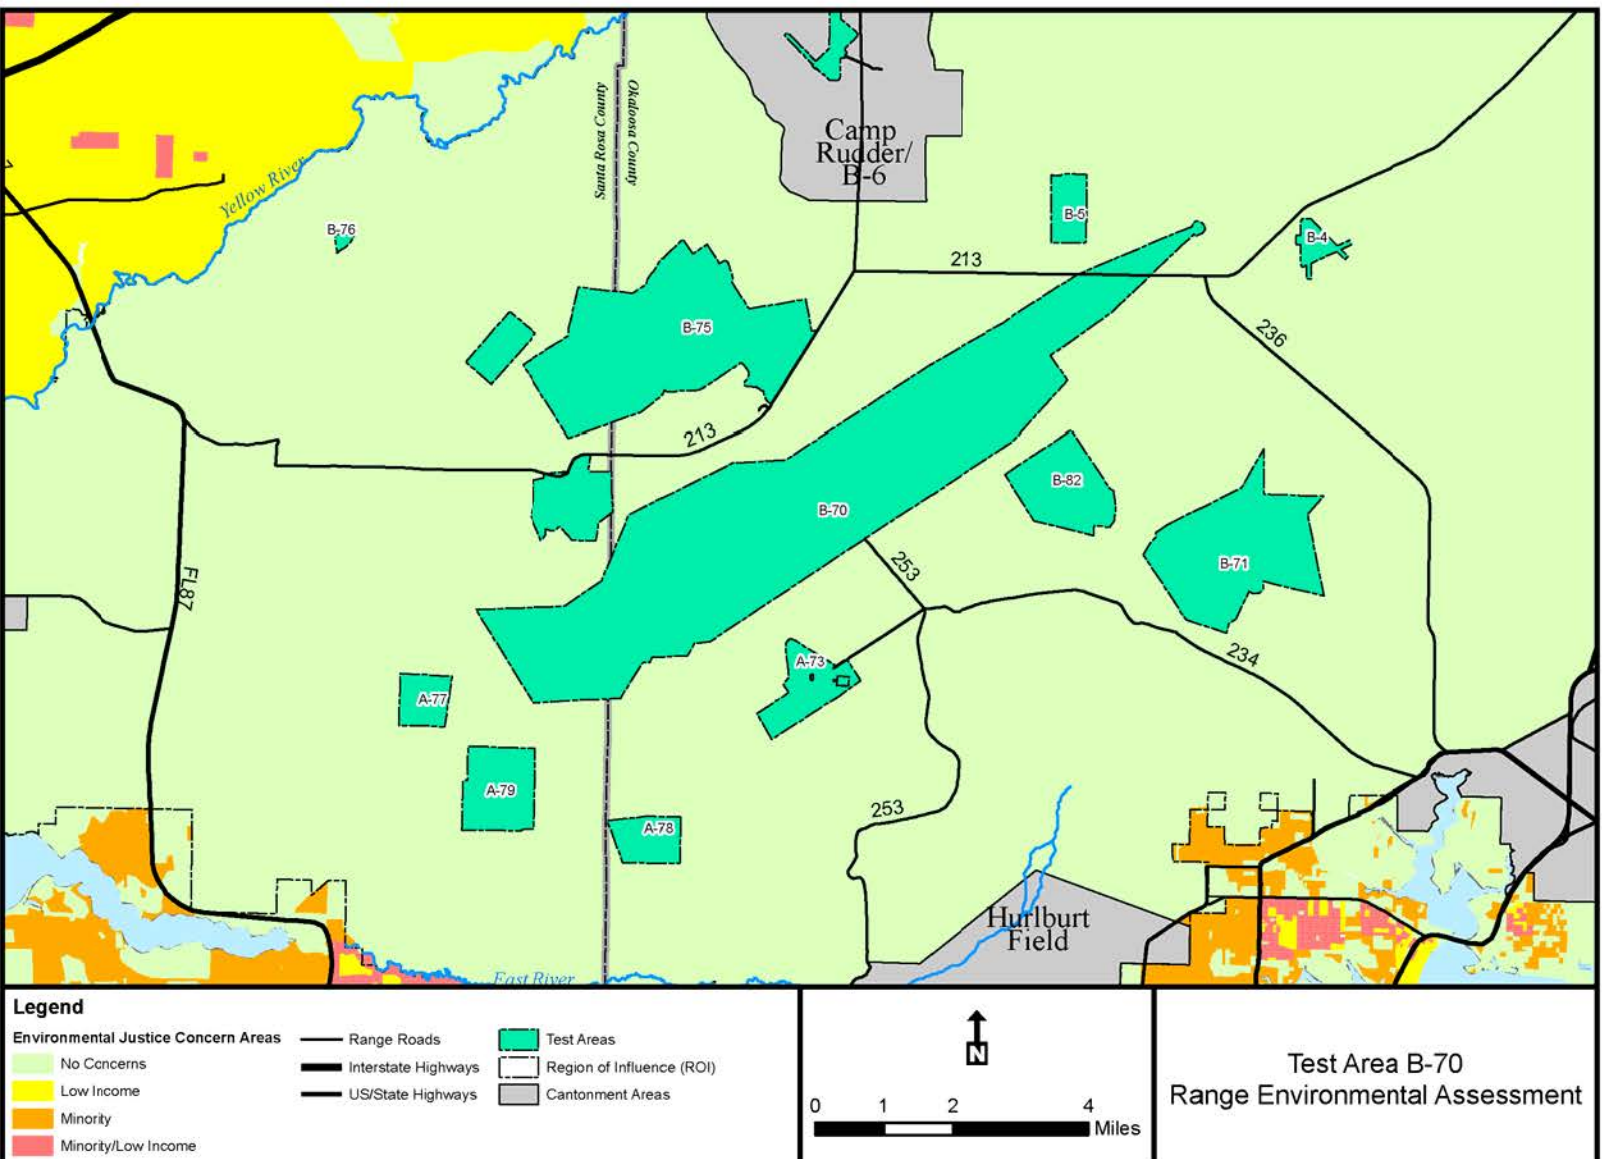 Santa Rosa County
Okaloosa County
Camp
Rudder/
B-6
Yellow River
B-76
B-5
B-4
213
B-75
236
213
B-82
B-70
B-71
253
FL87
A-73
234
A-77
A-79
A-78
253
Hurlburt
Field
East River
Legend
Environmental Justice Concern Areas
No Concerns
Low Income
Minority
Minority/Low Income
Range Roads
Interstate Highways
US/State Highways
Test Areas
Region of Influence (ROI)
Cantonment Areas
N
0 1 2 4
Miles
Test Area B-70
Range Environmental Assessment